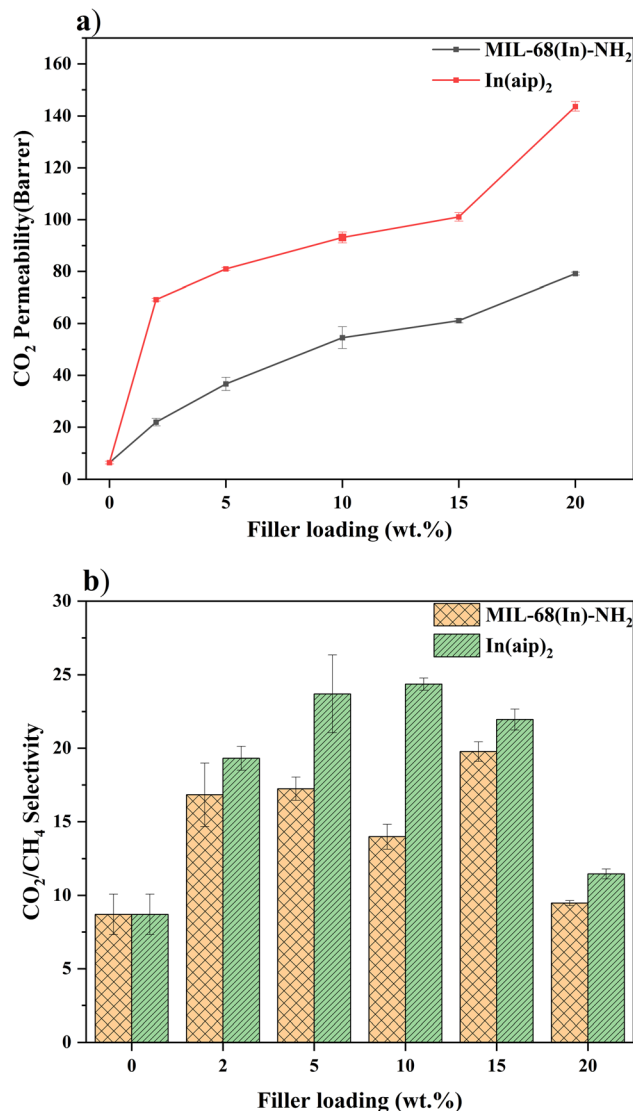 a)
MIL-68(In)-NH₂
In(aip)₂
160
140
120
100
80
60
40
20
0
CO₂ Permeability(Barrer)
0 5 10 15 20
Filler loading (wt.%)
b)
MIL-68(In)-NH₂
In(aip)₂
30
25
20
15
10
5
0
CO₂/CH₄ Selectivity
0 2 5 10 15 20
Filler loading (wt.%)